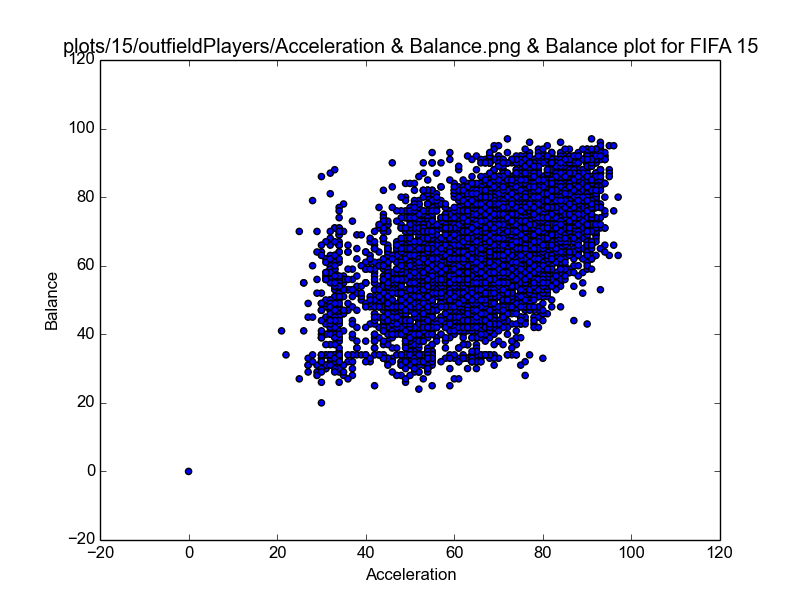 plots/15/outfieldPlayers/Acceleration & Balance.png & Balance plot for FIFA 15
120
100
80
60
40
20
0
−20
Balance
−20 0 20 40 60 80 100 120
Acceleration